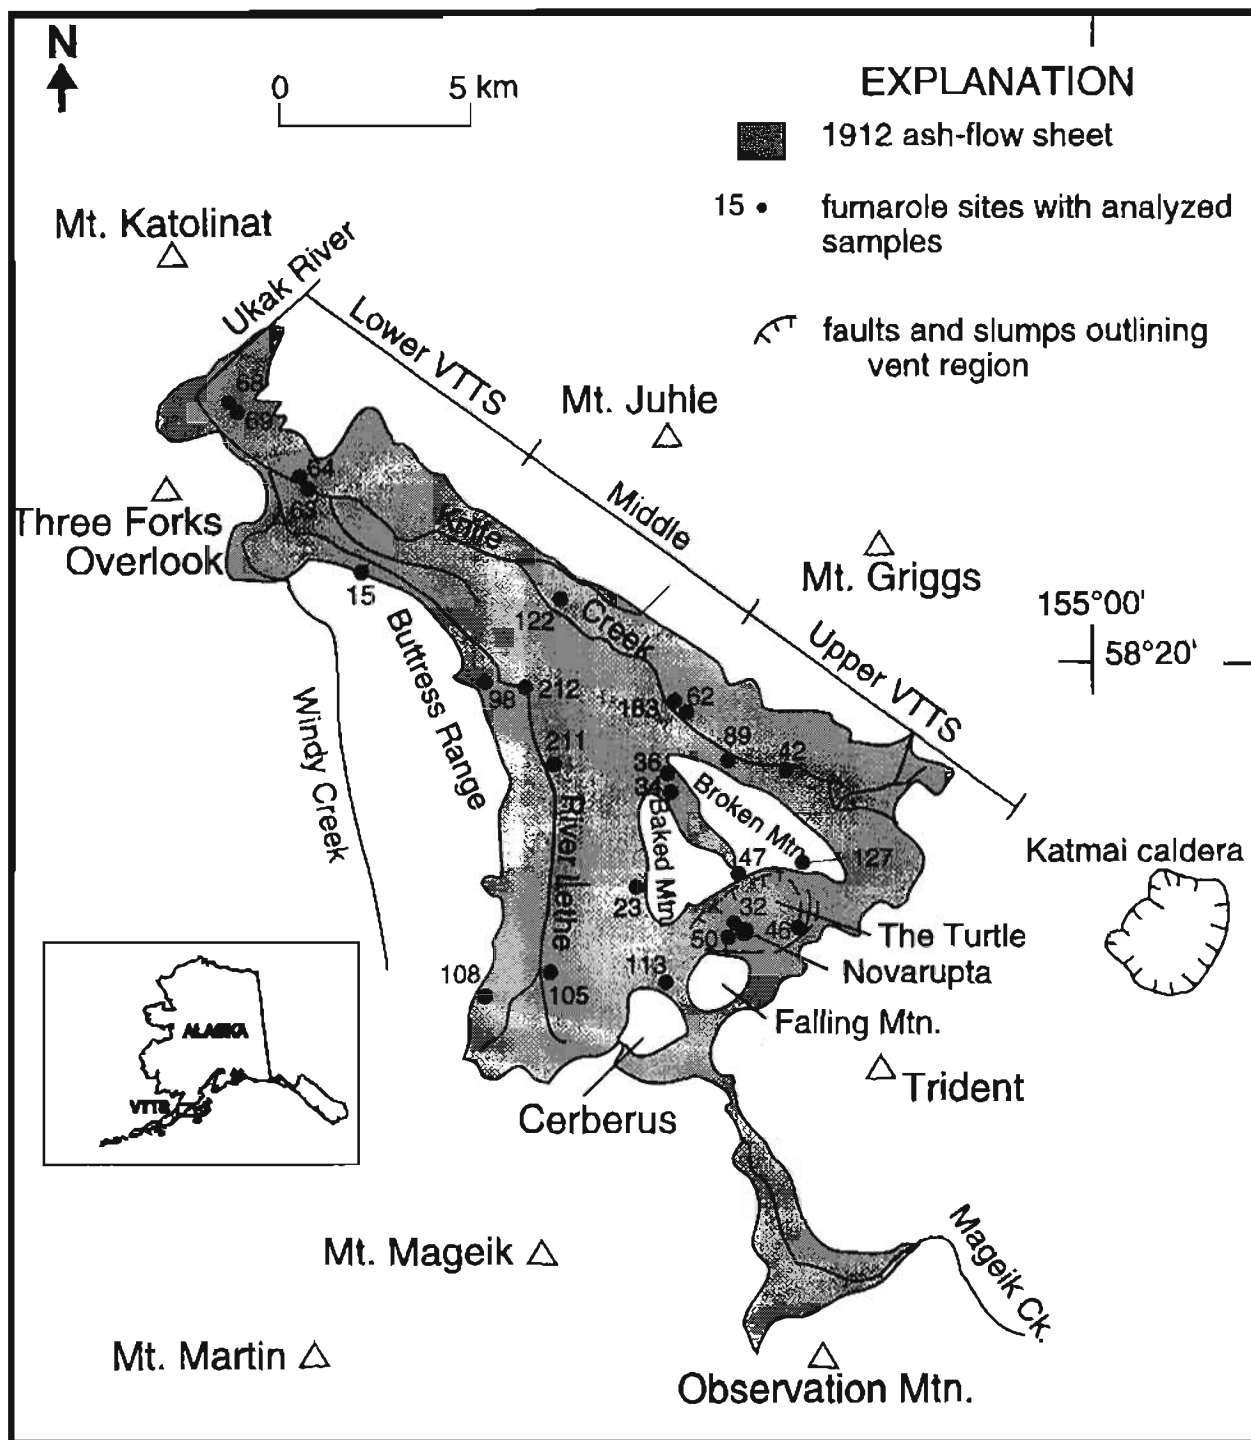 N
0 5 km
EXPLANATION
1912 ash-flow sheet
15 • fumarole sites with analyzed
samples
faults and slumps outlining
vent region
Mt. Katolinat
Ukak River
Lower VTTS
Middle
Upper VTTS
Mt. Juhle
Mt. Griggs
155°00'
58°20'
68
69
64
63
Three Forks
Overlook
15
Knife
Creek
122
Buttress Range
Windy Creek
98
212
211
183
62
89
42
36
34
Broken Mtn.
Baked Mtn.
River Lethe
47
127
23
32
50
46
Katmai caldera
The Turtle
Novarupta
113
108
105
Falling Mtn.
Cerberus
Trident
ALASKA
VTTS
Mt. Mageik
Mageik Ck.
Mt. Martin
Observation Mtn.